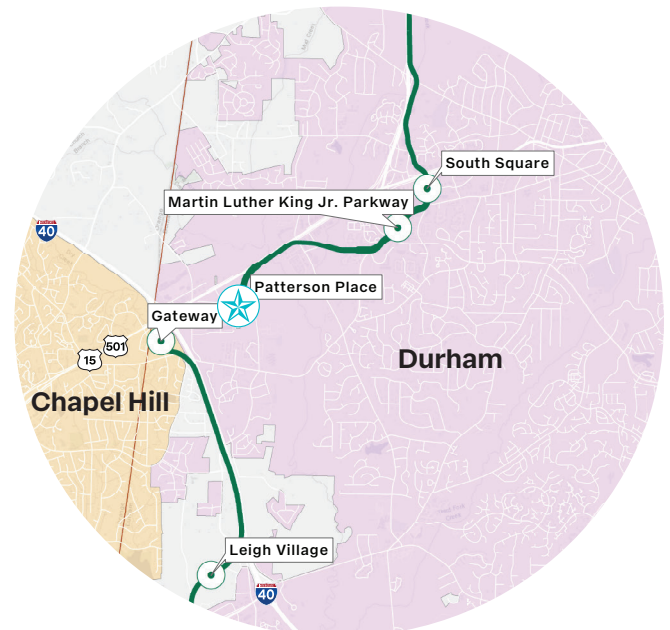 South Square
Martin Luther King Jr. Parkway
40
Patterson Place
Gateway
501
15
Durham
Chapel Hill
Leigh Village
40